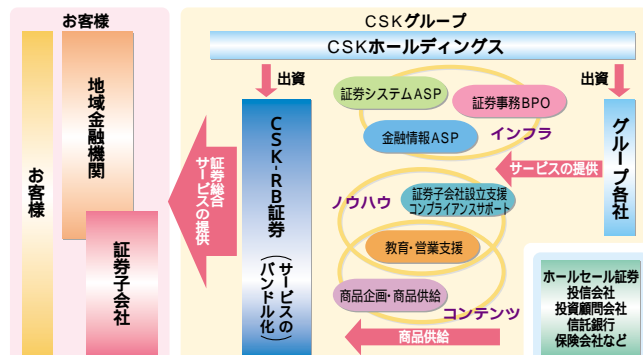 お客様
お客様
地域金融機関
証券子会社
証券総合
サービスの提供
CSKグループ
CSKホールディングス
出資
出資
CSK-RB証券
(サービスの
バンドル化)
証券システムASP
証券事務BPO
金融情報ASP
インフラ
グループ各社
サービスの提供
ノウハウ
証券子会社設立支援
コンプライアンスサポート
教育・営業支援
商品企画・商品供給
コンテンツ
商品供給
ホールセール証券
投信会社
投資顧問会社
信託銀行
保険会社など